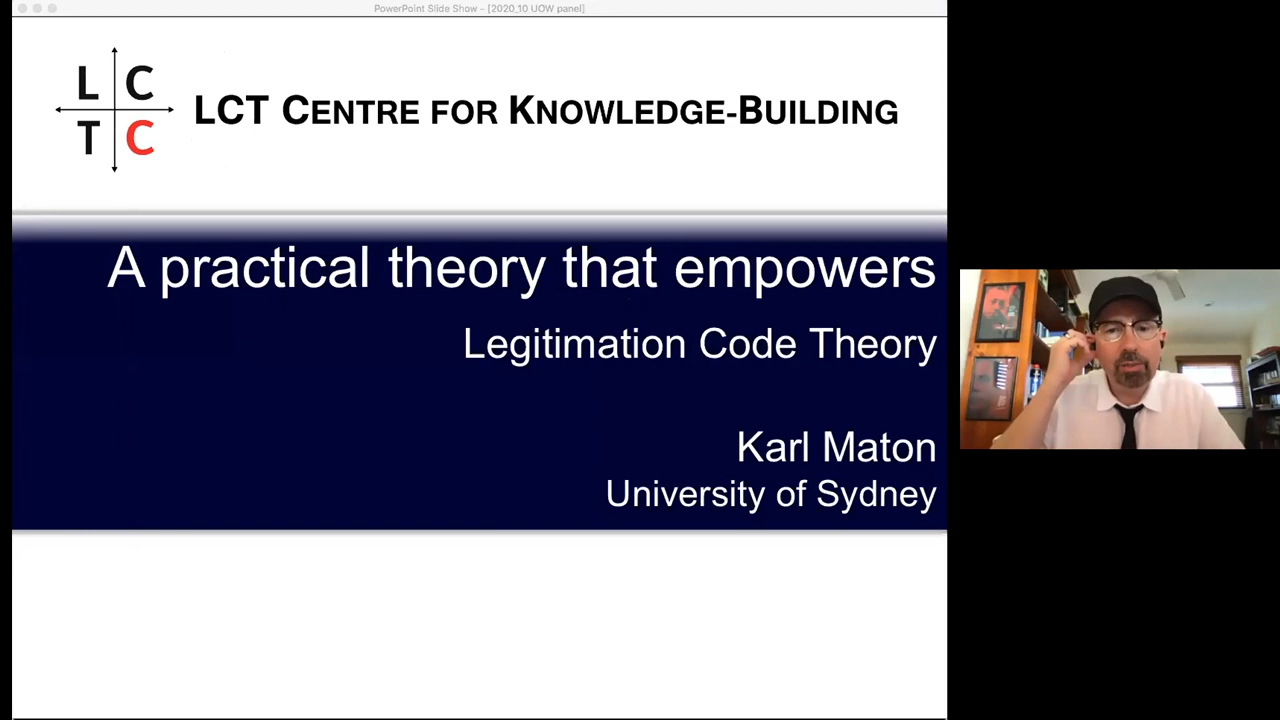 PowerPoint Slide Show - [2020_10 UOW panel]
L C
T C
LCT CENTRE FOR KNOWLEDGE-BUILDING
A practical theory that empowers
Legitimation Code Theory
Karl Maton
University of Sydney